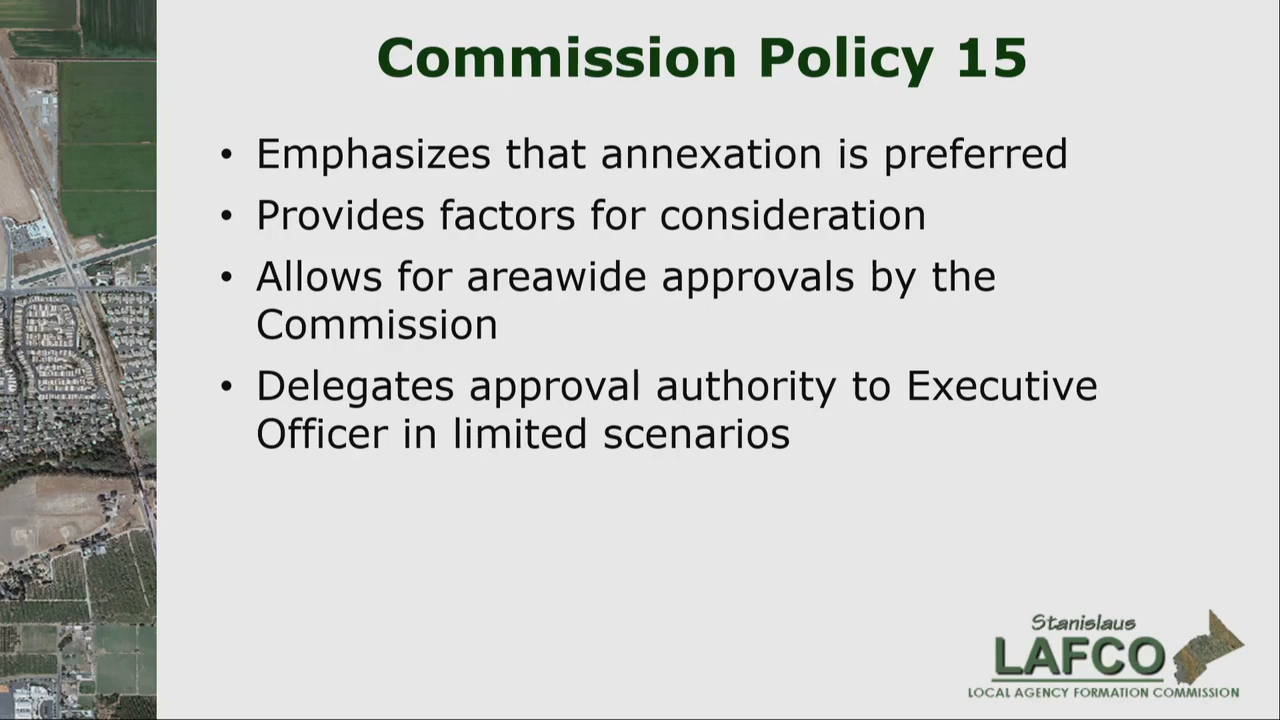 Commission Policy 15
• Emphasizes that annexation is preferred
• Provides factors for consideration
• Allows for areawide approvals by the
Commission
• Delegates approval authority to Executive
Officer in limited scenarios
Stanislaus
LAFCO
LOCAL AGENCY FORMATION COMMISSION